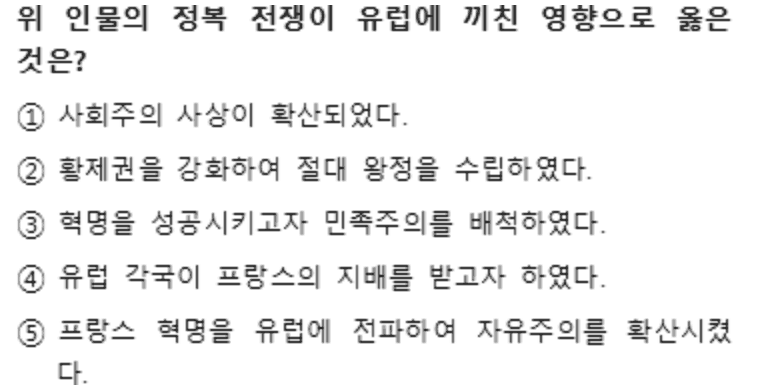 위 인물의 정복 전쟁이 유럽에 끼친 영향으로 옳은
것은?
① 사회주의 사상이 확산되었다.
② 황제권을 강화하여 절대 왕정을 수립하였다.
③ 혁명을 성공시키고자 민족주의를 배척하였다.
④ 유럽 각국이 프랑스의 지배를 받고자 하였다.
⑤ 프랑스 혁명을 유럽에 전파하여 자유주의를 확산시켰
다.